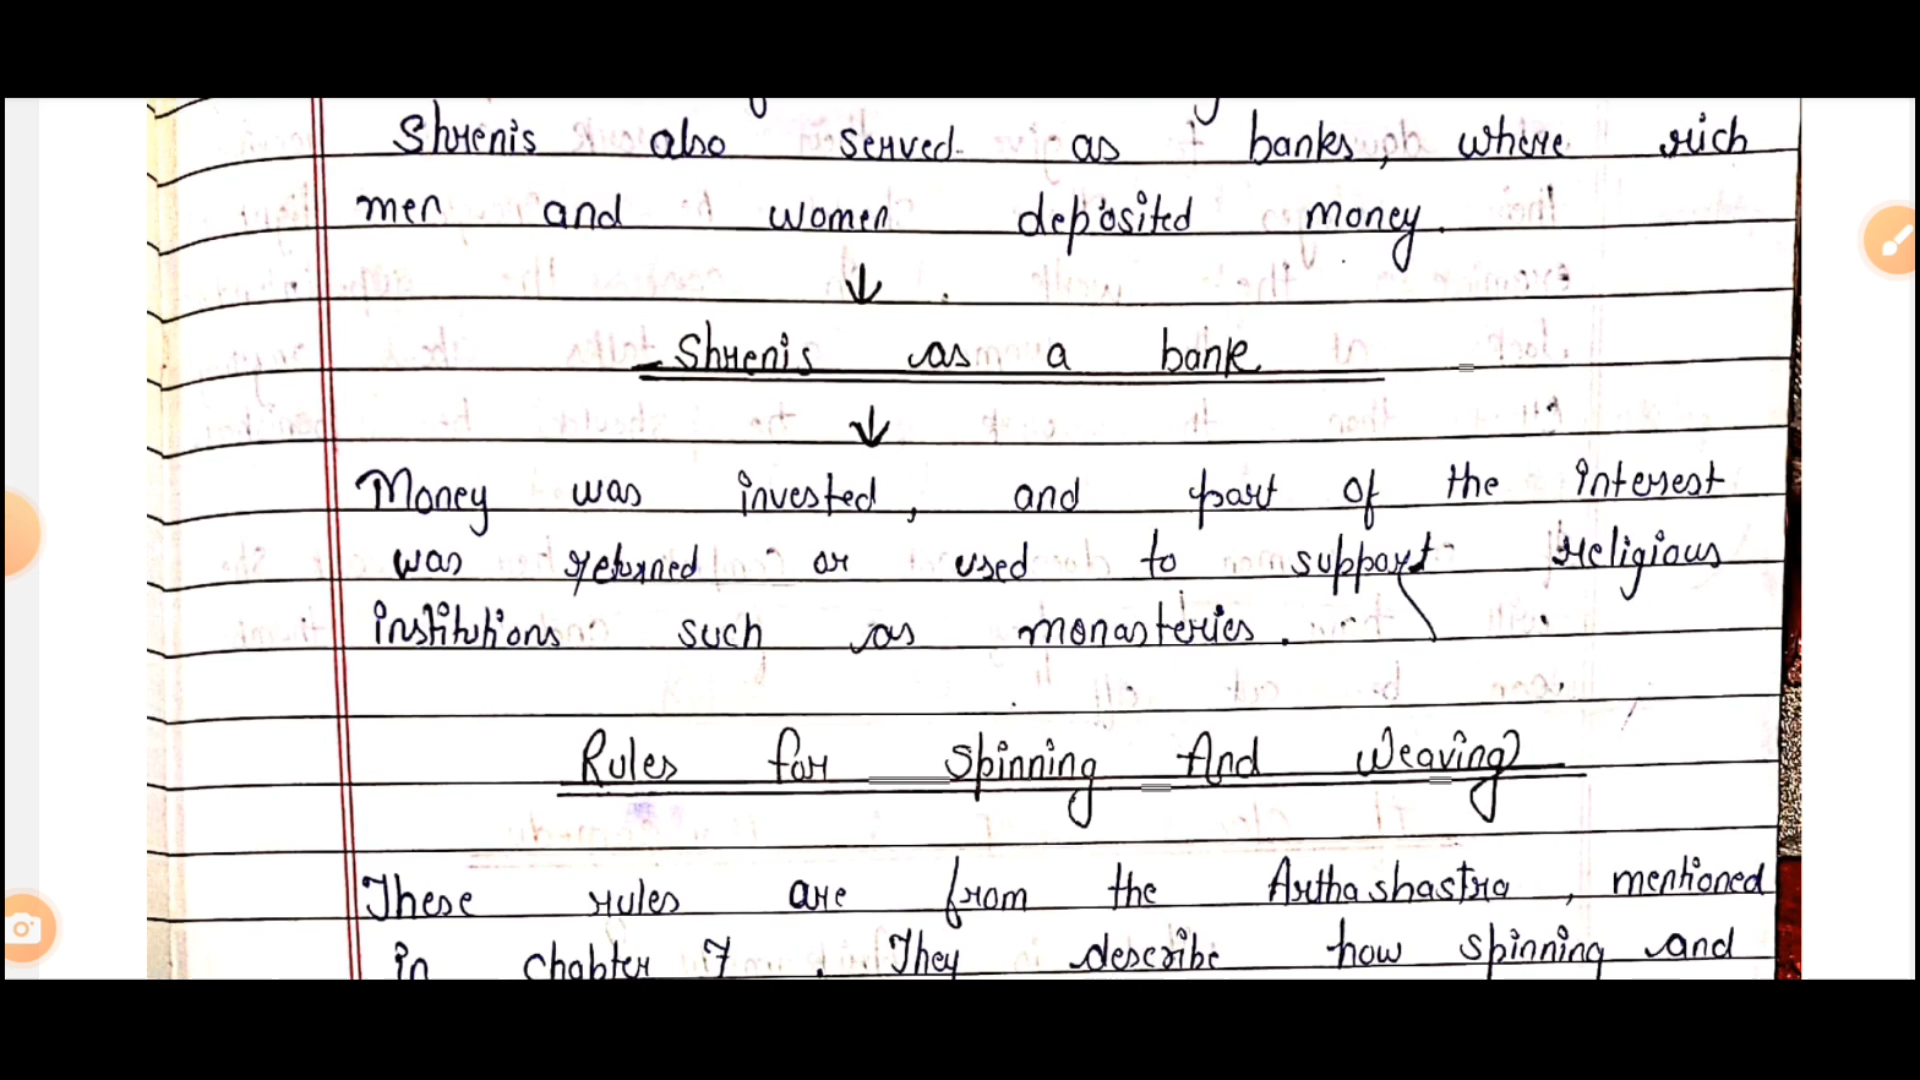 Shrenis also served as banks, where rich
men and women deposited money.
↓
Shrenis as a bank
↓
Money was invested, and part of the interest
was returned or used to support religious
institutions such as monasteries.
Rules for spinning And Weaving
These rules are from the Arthashastra, mentioned
in chapter 7. They describe how spinning and